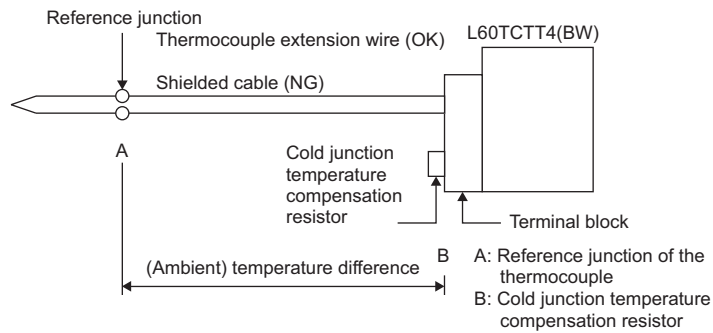 Reference junction
Thermocouple extension wire (OK)
L60TCTT4(BW)
Shielded cable (NG)
A
Cold junction
temperature
compensation
resistor
Terminal block
(Ambient) temperature difference
B
A: Reference junction of the
thermocouple
B: Cold junction temperature
compensation resistor